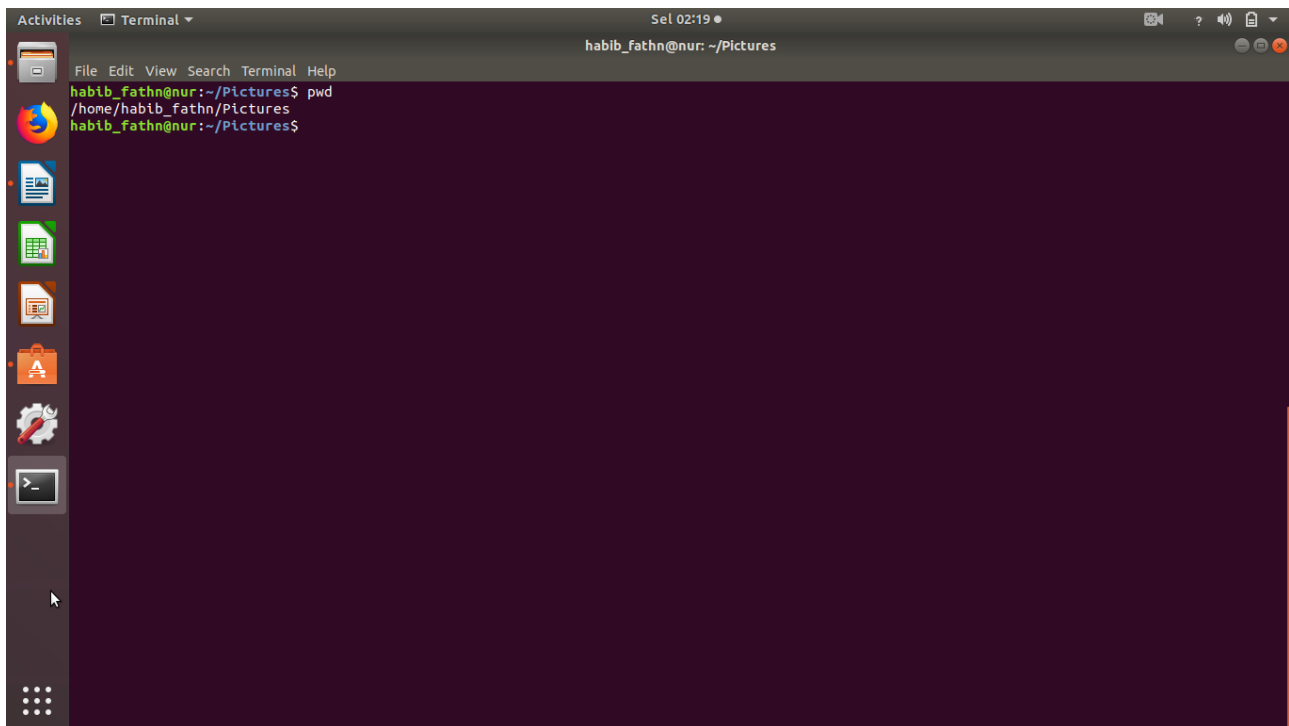 Activities Terminal Sel 02:19
habib_fathn@nur: ~/Pictures
File Edit View Search Terminal Help
habib_fathn@nur:~/Pictures$ pwd
/home/habib_fathn/Pictures
habib_fathn@nur:~/Pictures$